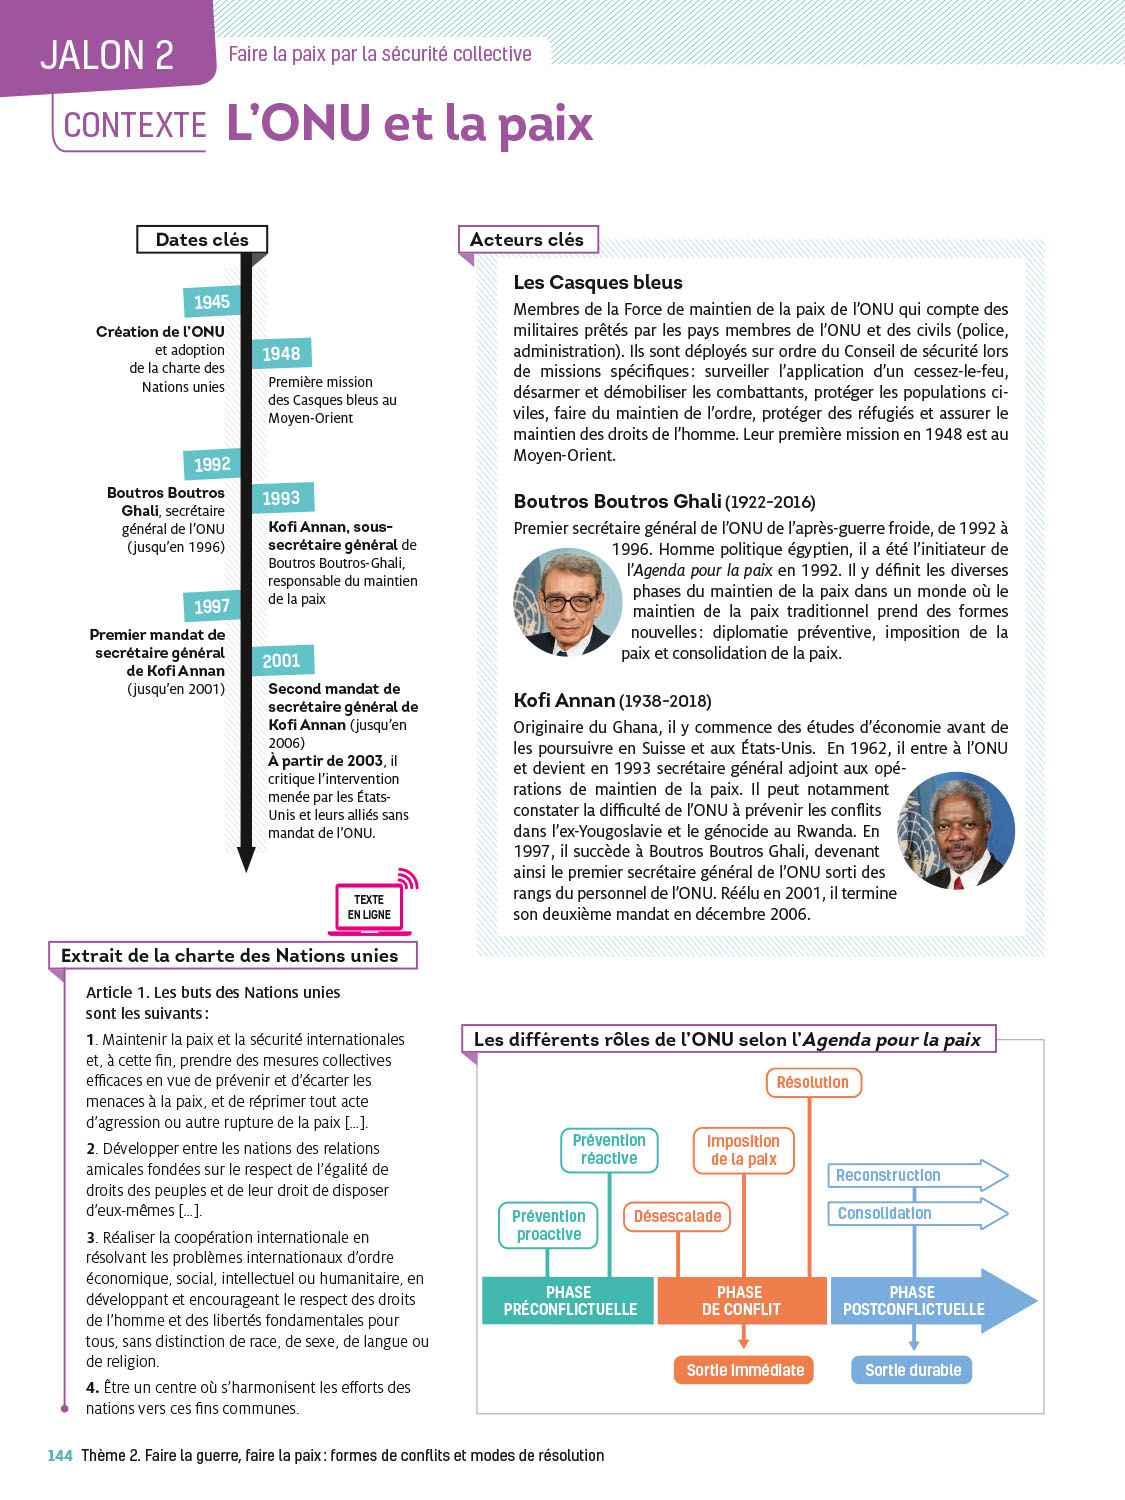 JALON 2
Faire la paix par la sécurité collective
CONTEXTE L'ONU et la paix
Dates clés
1945
Création de l'ONU
et adoption
de la charte des
Nations unies
1948
Première mission
des Casques bleus au
Moyen-Orient
1992
Boutros Boutros
Ghali, secrétaire
général de l'ONU
(jusqu'en 1996)
1993
Kofi Annan, sous-
secrétaire général de
Boutros Boutros-Ghali,
responsable du maintien
de la paix
1997
Premier mandat de
secrétaire général
de Kofi Annan
(jusqu'en 2001)
2001
Second mandat de
secrétaire général de
Kofi Annan (jusqu'en
2006)
À partir de 2003, il
critique l'intervention
menée par les États-
Unis et leurs alliés sans
mandat de l'ONU.
TEXTE
EN LIGNE
Extrait de la charte des Nations unies
Article 1. Les buts des Nations unies
sont les suivants :
1. Maintenir la paix et la sécurité internationales
et, à cette fin, prendre des mesures collectives
efficaces en vue de prévenir et d'écarter les
menaces à la paix, et de réprimer tout acte
d'agression ou autre rupture de la paix [...].
2. Développer entre les nations des relations
amicales fondées sur le respect de l'égalité de
droits des peuples et de leur droit de disposer
d'eux-mêmes [...].
3. Réaliser la coopération internationale en
résolvant les problèmes internationaux d'ordre
économique, social, intellectuel ou humanitaire, en
développant et encourageant le respect des droits
de l'homme et des libertés fondamentales pour
tous, sans distinction de race, de sexe, de langue ou
de religion.
4. Être un centre où s'harmonisent les efforts des
nations vers ces fins communes.
Acteurs clés
Les Casques bleus
Membres de la Force de maintien de la paix de l'ONU qui compte des
militaires prêtés par les pays membres de l'ONU et des civils (police,
administration). Ils sont déployés sur ordre du Conseil de sécurité lors
de missions spécifiques : surveiller l'application d'un cessez-le-feu,
désarmer et démobiliser les combattants, protéger les populations ci-
viles, faire du maintien de l'ordre, protéger des réfugiés et assurer le
maintien des droits de l'homme. Leur première mission en 1948 est au
Moyen-Orient.
Boutros Boutros Ghali (1922-2016)
Premier secrétaire général de l'ONU de l'après-guerre froide, de 1992 à
1996. Homme politique égyptien, il a été l'initiateur de
l'Agenda pour la paix en 1992. Il y définit les diverses
phases du maintien de la paix dans un monde où le
maintien de la paix traditionnel prend des formes
nouvelles : diplomatie préventive, imposition de la
paix et consolidation de la paix.
Kofi Annan (1938-2018)
Originaire du Ghana, il y commence des études d'économie avant de
les poursuivre en Suisse et aux États-Unis. En 1962, il entre à l'ONU
et devient en 1993 secrétaire général adjoint aux opé-
rations de maintien de la paix. Il peut notamment
constater la difficulté de l'ONU à prévenir les conflits
dans l'ex-Yougoslavie et le génocide au Rwanda. En
1997, il succède à Boutros Boutros Ghali, devenant
ainsi le premier secrétaire général de l'ONU sorti des
rangs du personnel de l'ONU. Réélu en 2001, il termine
son deuxième mandat en décembre 2006.
Les différents rôles de l'ONU selon l'Agenda pour la paix
Résolution
Prévention
réactive
Imposition
de la paix
Reconstruction
Prévention
proactive
Désescalade
Consolidation
PHASE
PRÉCONFLICTUELLE
PHASE
DE CONFLIT
PHASE
POSTCONFLICTUELLE
Sortie immédiate
Sortie durable
144 Thème 2. Faire la guerre, faire la paix : formes de conflits et modes de résolution